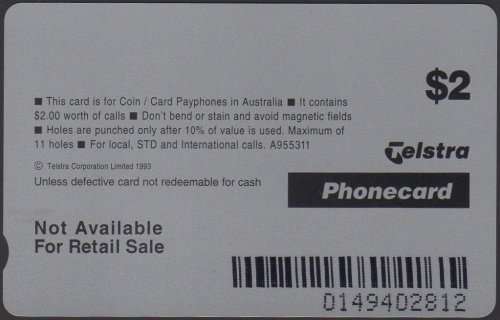 $2
■ This card is for Coin / Card Payphones in Australia ■ It contains
$2.00 worth of calls ■ Don't bend or stain and avoid magnetic fields
■ Holes are punched only after 10% of value is used. Maximum of
11 holes ■ For local, STD and International calls. A955311
© Telstra Corporation Limited 1993
Unless defective card not redeemable for cash
Telstra
Phonecard
Not Available
For Retail Sale
0149402812